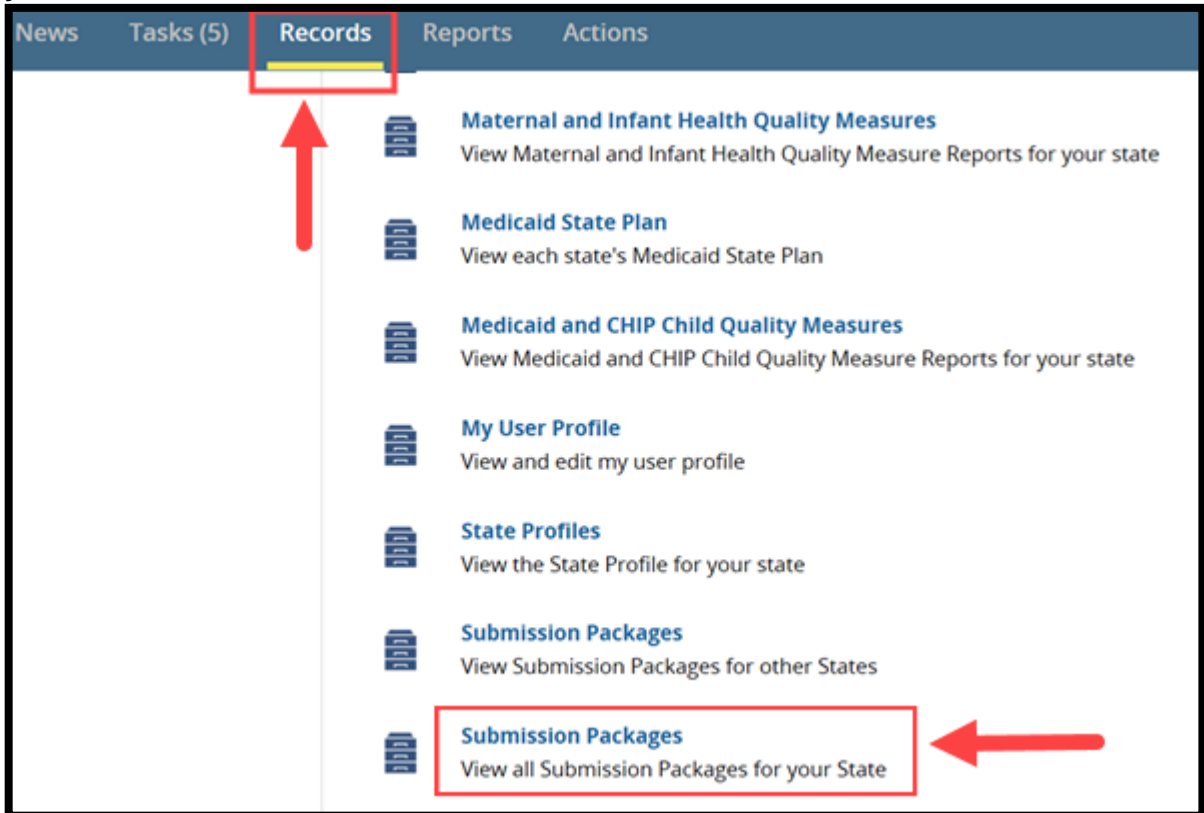 News Tasks (5) Records Reports Actions
Maternal and Infant Health Quality Measures
View Maternal and Infant Health Quality Measure Reports for your state
Medicaid State Plan
View each state's Medicaid State Plan
Medicaid and CHIP Child Quality Measures
View Medicaid and CHIP Child Quality Measure Reports for your state
My User Profile
View and edit my user profile
State Profiles
View the State Profile for your state
Submission Packages
View Submission Packages for other States
Submission Packages
View all Submission Packages for your State